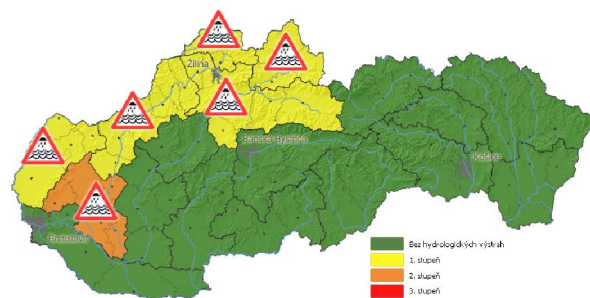 Žilina
Banská Bystrica
Košice
Bratislava
Bez hydrologických výstrah
1. stupeň
2. stupeň
3. stupeň